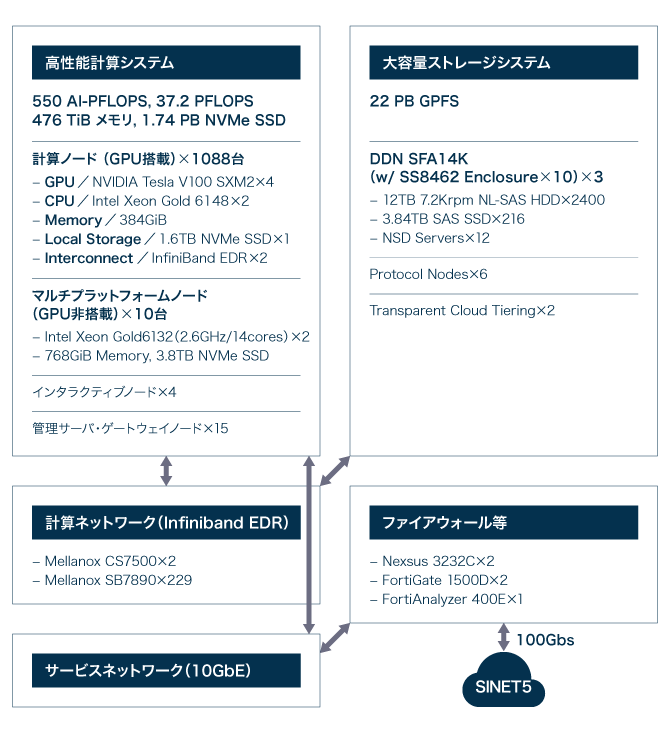 高性能計算システム
550 AI-PFLOPS, 37.2 PFLOPS
476 TiB メモリ, 1.74 PB NVMe SSD
計算ノード（GPU搭載）×1088台
– GPU／NVIDIA Tesla V100 SXM2×4
– CPU／Intel Xeon Gold 6148×2
– Memory／384GiB
– Local Storage／1.6TB NVMe SSD×1
– Interconnect／InfiniBand EDR×2
マルチプラットフォームノード
（GPU非搭載）×10台
– Intel Xeon Gold6132（2.6GHz/14cores）×2
– 768GiB Memory, 3.8TB NVMe SSD
インタラクティブノード×4
管理サーバ・ゲートウェイノード×15
大容量ストレージシステム
22 PB GPFS
DDN SFA14K
（w/ SS8462 Enclosure×10）×3
– 12TB 7.2Krpm NL-SAS HDD×2400
– 3.84TB SAS SSD×216
– NSD Servers×12
Protocol Nodes×6
Transparent Cloud Tiering×2
計算ネットワーク（Infiniband EDR）
– Mellanox CS7500×2
– Mellanox SB7890×229
ファイアウォール等
– Nexsus 3232C×2
– FortiGate 1500D×2
– FortiAnalyzer 400E×1
サービスネットワーク（10GbE）
100Gbs
SINET5